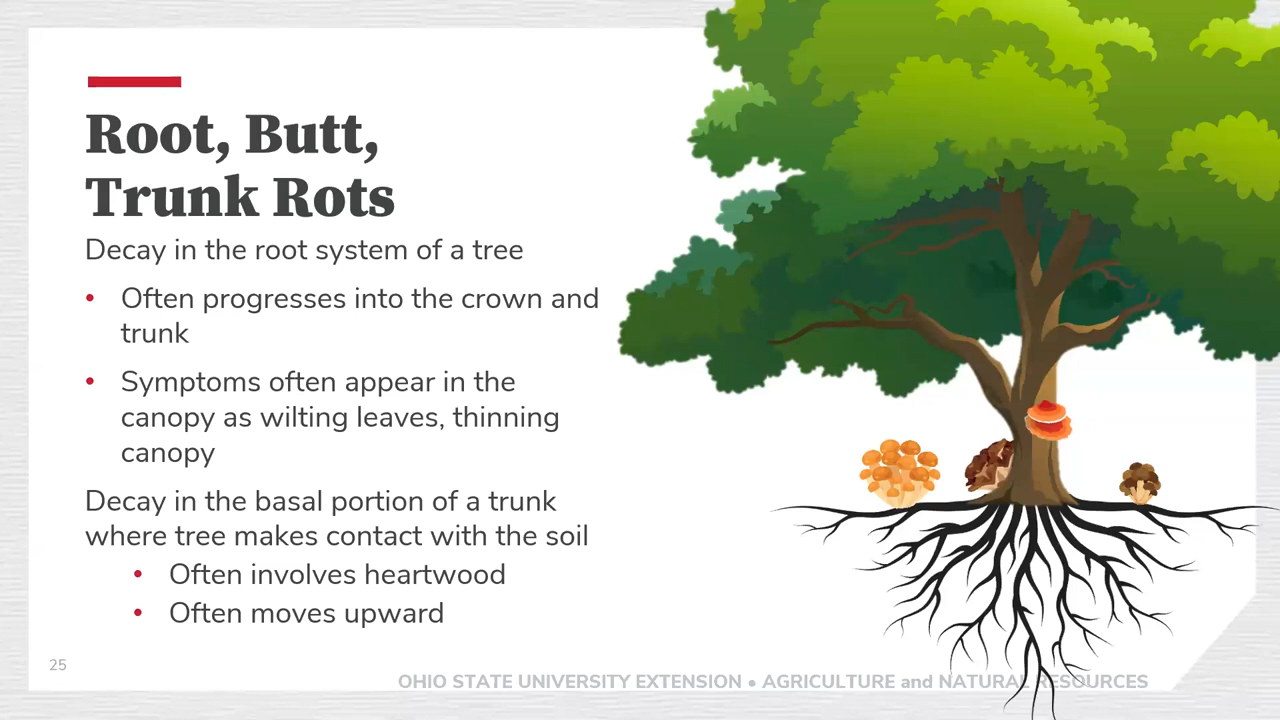 Root, Butt,
Trunk Rots
Decay in the root system of a tree
• Often progresses into the crown and
trunk
• Symptoms often appear in the
canopy as wilting leaves, thinning
canopy
Decay in the basal portion of a trunk
where tree makes contact with the soil
• Often involves heartwood
• Often moves upward
25
OHIO STATE UNIVERSITY EXTENSION • AGRICULTURE and NATURAL RESOURCES